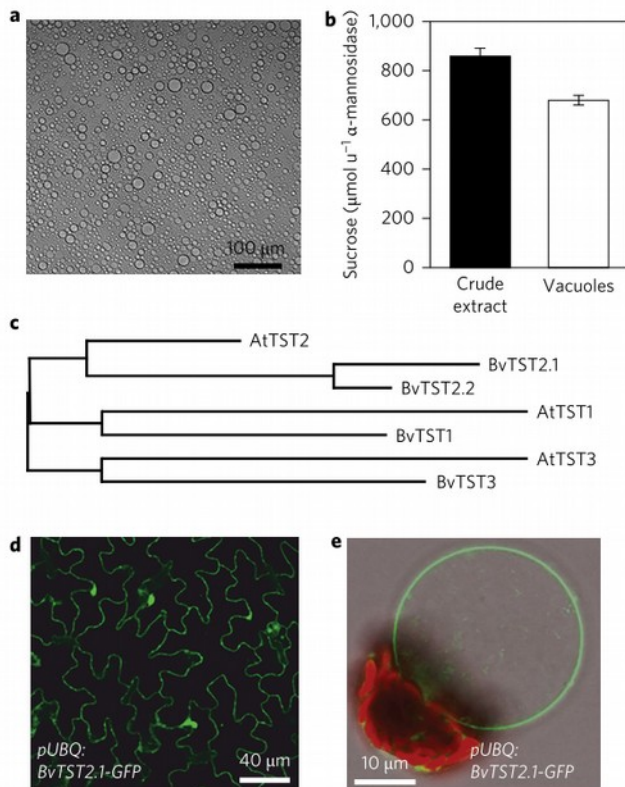 a
100 μm
b
Sucrose (μmol u⁻¹ α-mannosidase)
1,000
800
600
400
200
0
Crude
extract
Vacuoles
c
AtTST2
BvTST2.1
BvTST2.2
AtTST1
BvTST1
AtTST3
BvTST3
d
pUBQ:
BvTST2.1-GFP
40 μm
e
10 μm
pUBQ:
BvTST2.1-GFP